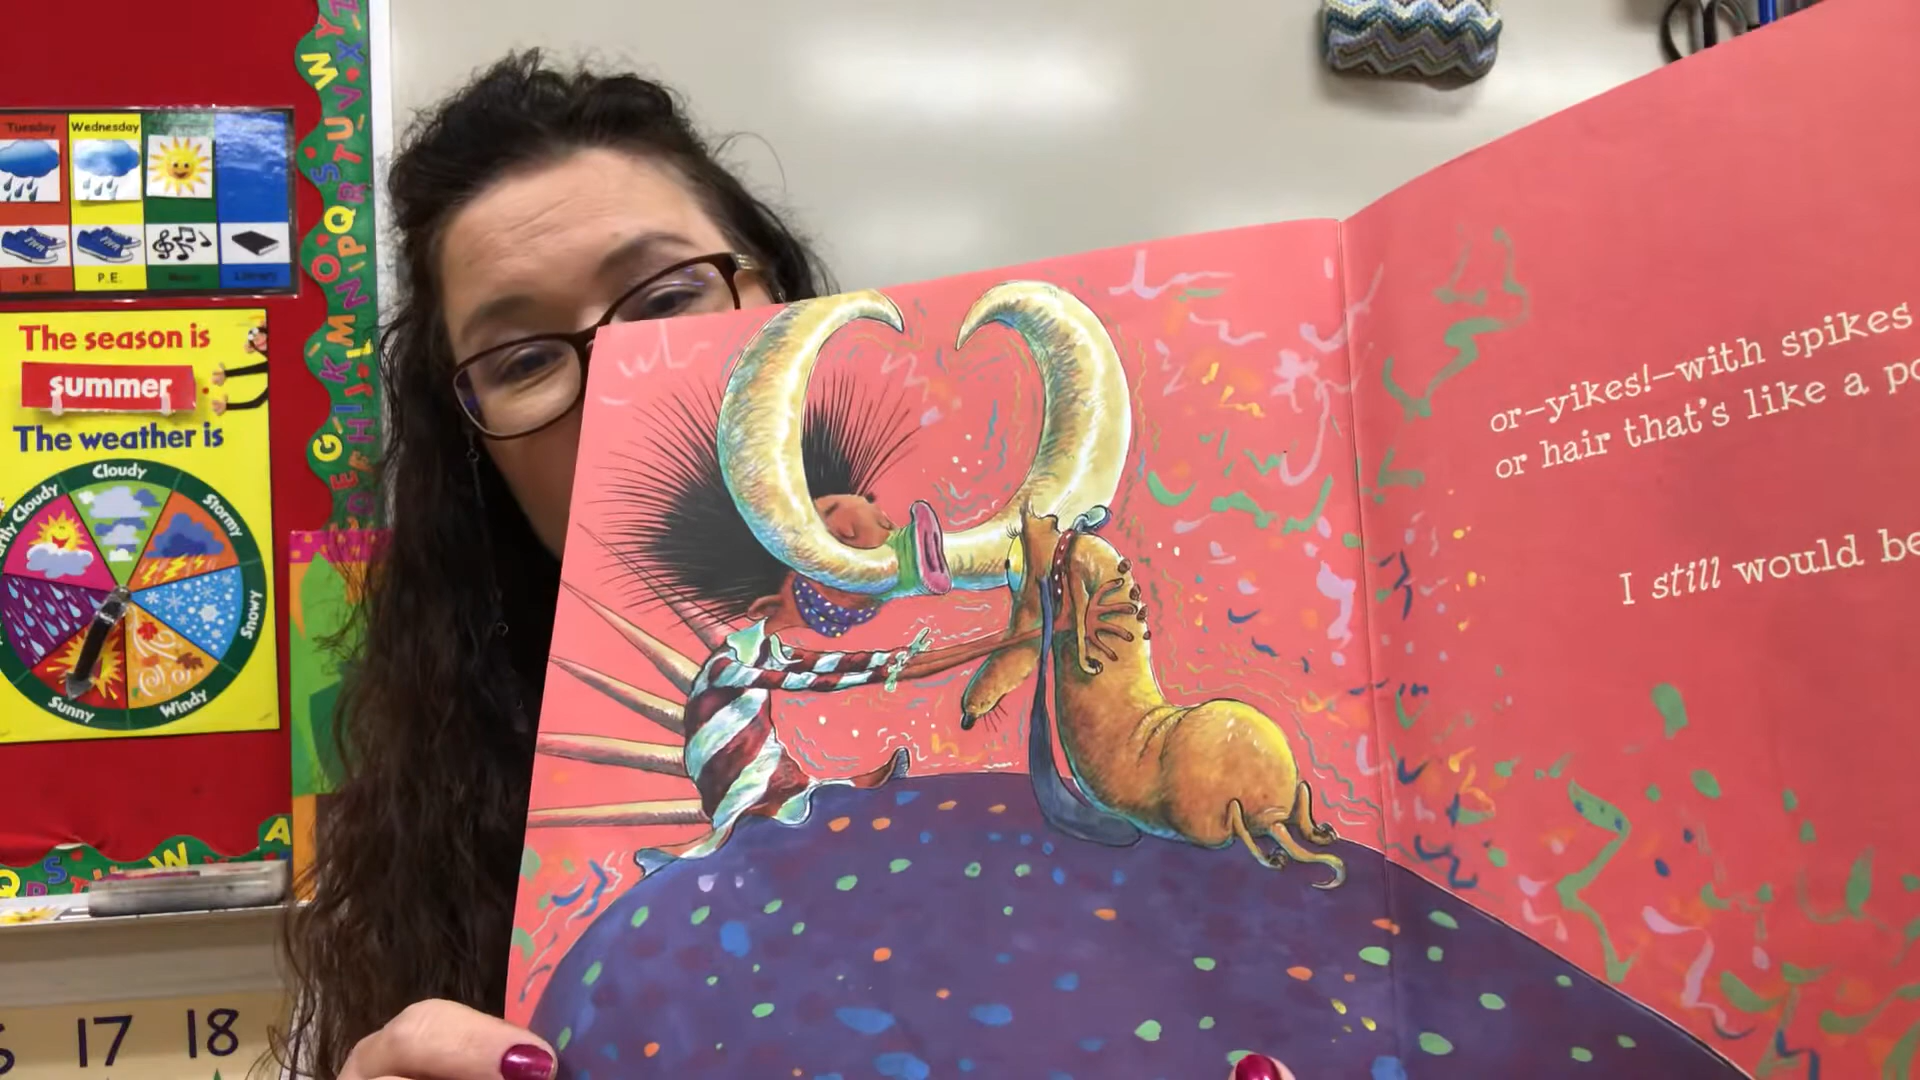 Tuesday Wednesday
P.E. P.E. Music Library
The season is
summer
The weather is
Cloudy
Stormy
Snowy
Windy
Sunny
Partly Cloudy
17 18
or–yikes!–with spikes
or hair that's like a
I still would be